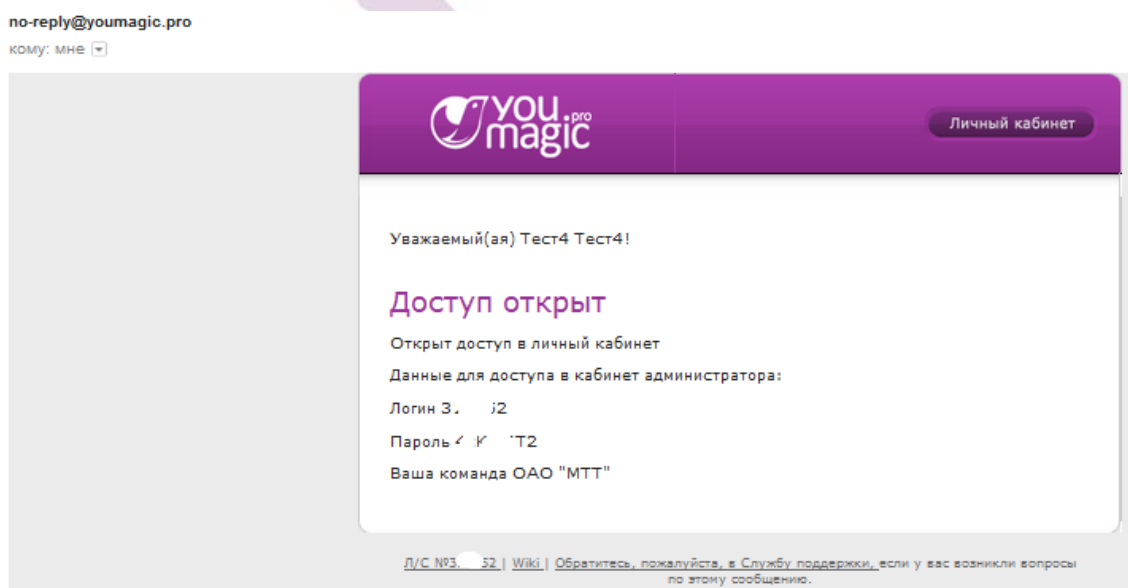 no-reply@youmagic.pro
кому: мне
you
magic
.pro
Личный кабинет
Уважаемый(ая) Тест4 Тест4!
Доступ открыт
Открыт доступ в личный кабинет
Данные для доступа в кабинет администратора:
Логин
Пароль
Ваша команда ОАО "МТТ"
Л/С | Wiki | Обратитесь, пожалуйста, в Службу поддержки, если у вас возникли вопросы
по этому сообщению.